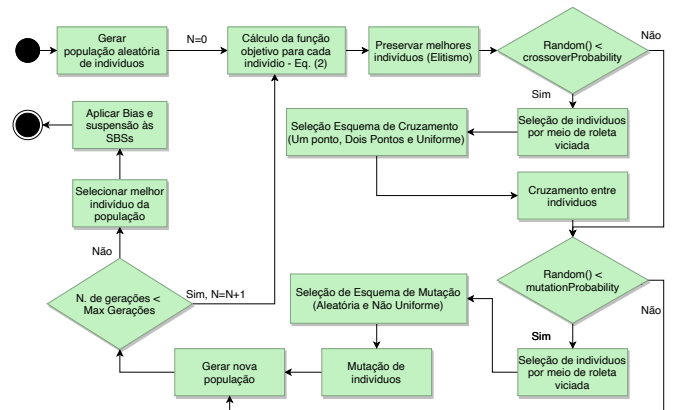 Gerar
população aleatória
de indivíduos
N=0
Cálculo da função
objetivo para cada
indivídio - Eq. (2)
Preservar melhores
indivíduos (Elitismo)
Random() <
crossoverProbability
Não
Sim
Seleção de indivíduos
por meio de roleta
viciada
Seleção Esquema de Cruzamento
(Um ponto, Dois Pontos e Uniforme)
Cruzamento entre
indivíduos
Aplicar Bias e
suspensão às
SBSs
Selecionar melhor
indivíduo da
população
Não
N. de gerações <
Max Gerações
Sim, N=N+1
Random() <
mutationProbability
Não
Sim
Seleção de indivíduos
por meio de roleta
viciada
Seleção de Esquema de Mutação
(Aleatória e Não Uniforme)
Mutação de
indivíduos
Gerar nova
população